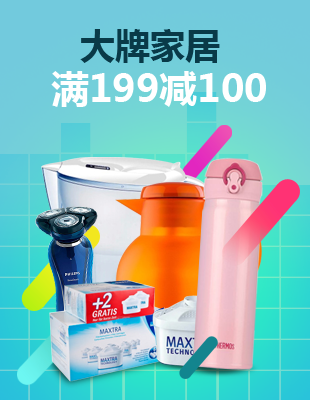 大牌家居
满199减100
PHILIPS
+2
GRATIS
MAXTRA
MAXTRA
MAXT
TECHNOL
THERMOS